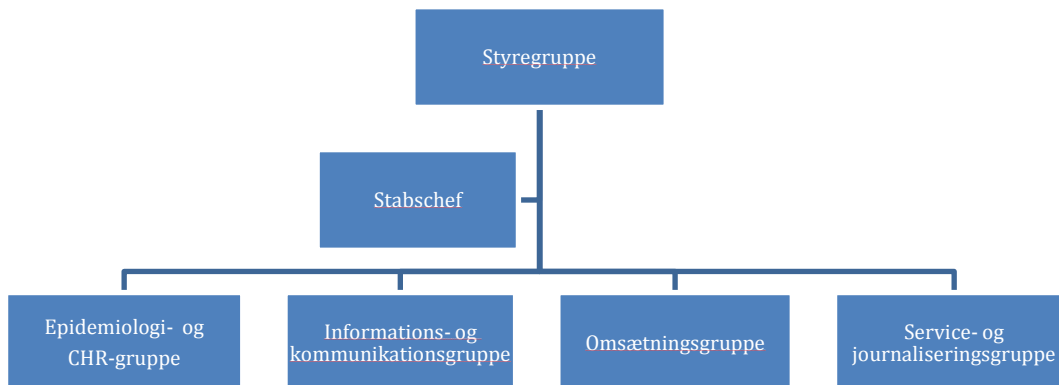 Styregruppe
Stabschef
Epidemiologi- og
CHR-gruppe
Informations- og
kommunikationsgruppe
Omsætningsgruppe
Service- og
journaliseringsgruppe